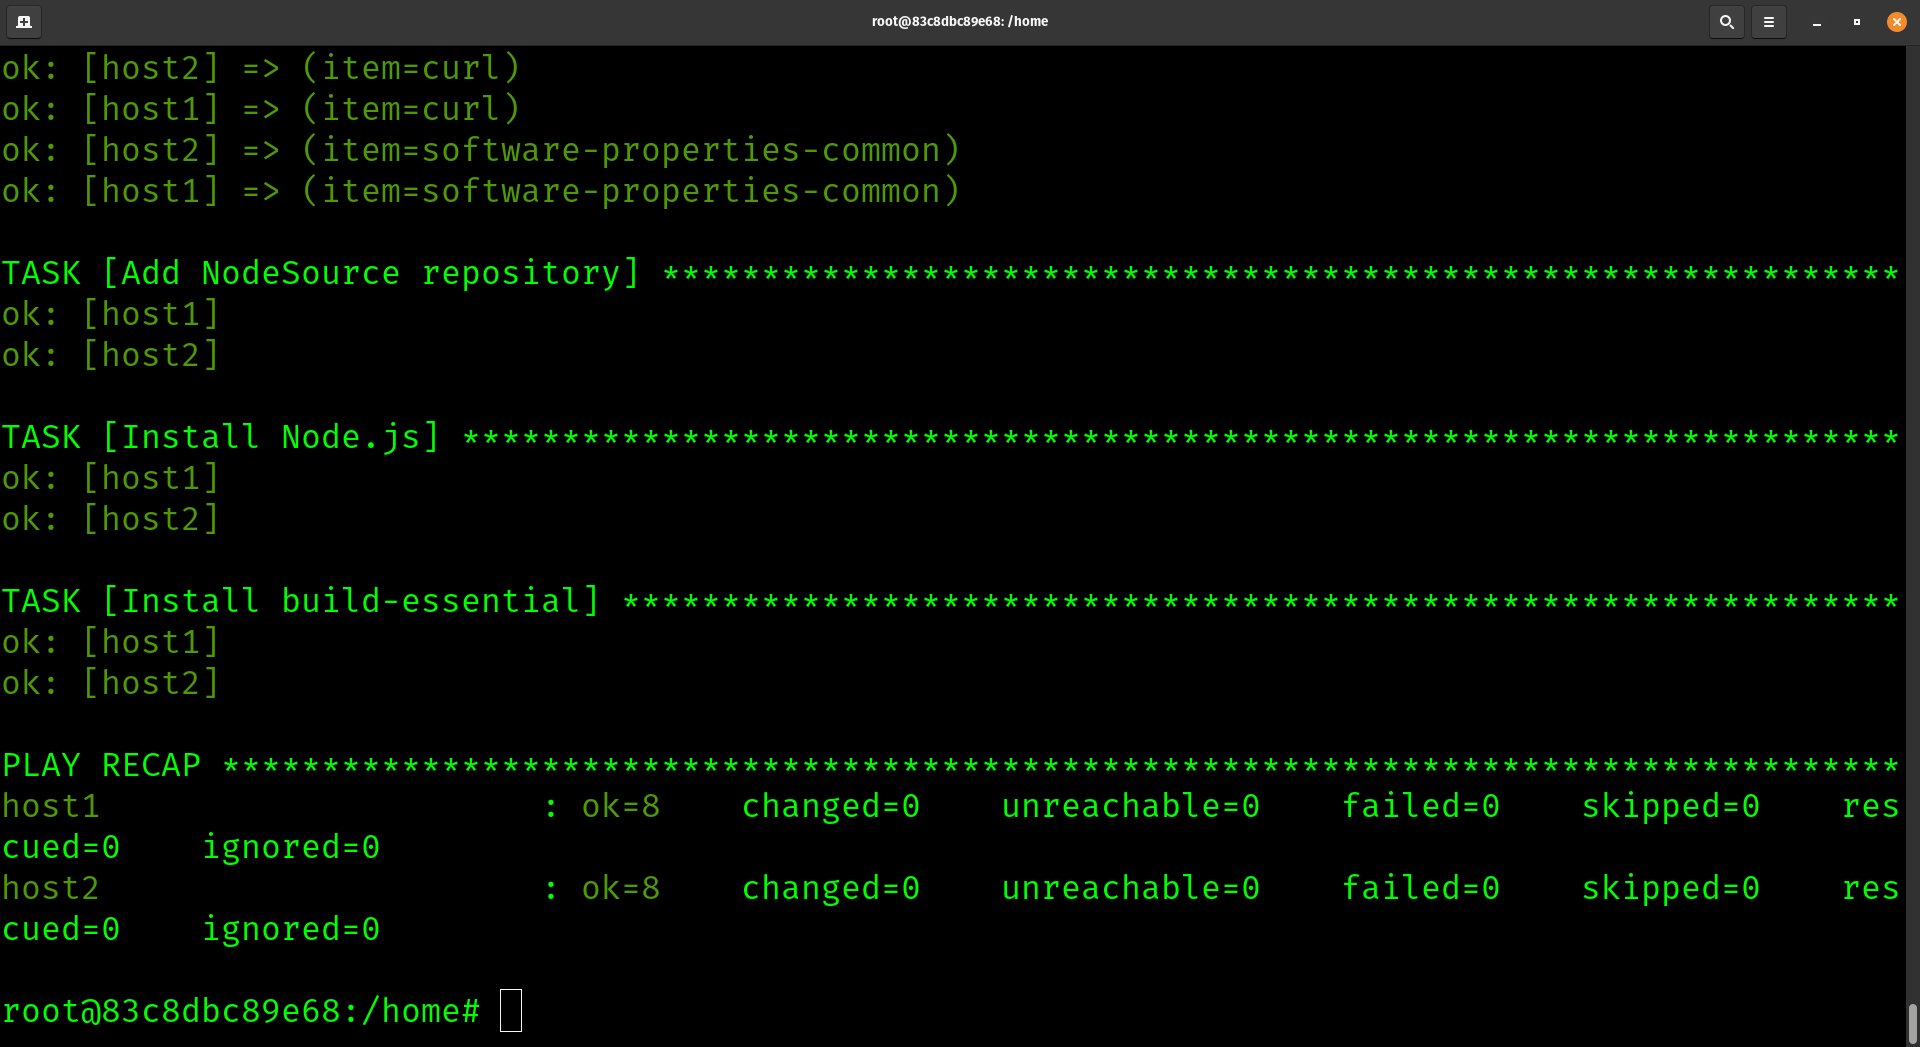 root@83c8dbc89e68: /home
ok: [host2] => (item=curl)
ok: [host1] => (item=curl)
ok: [host2] => (item=software-properties-common)
ok: [host1] => (item=software-properties-common)
TASK [Add NodeSource repository] **************************************************************
ok: [host1]
ok: [host2]
TASK [Install Node.js] ************************************************************************
ok: [host1]
ok: [host2]
TASK [Install build-essential] ****************************************************************
ok: [host1]
ok: [host2]
PLAY RECAP ************************************************************************************
host1                      : ok=8    changed=0    unreachable=0    failed=0    skipped=0    res
cued=0    ignored=0
host2                      : ok=8    changed=0    unreachable=0    failed=0    skipped=0    res
cued=0    ignored=0
root@83c8dbc89e68:/home#